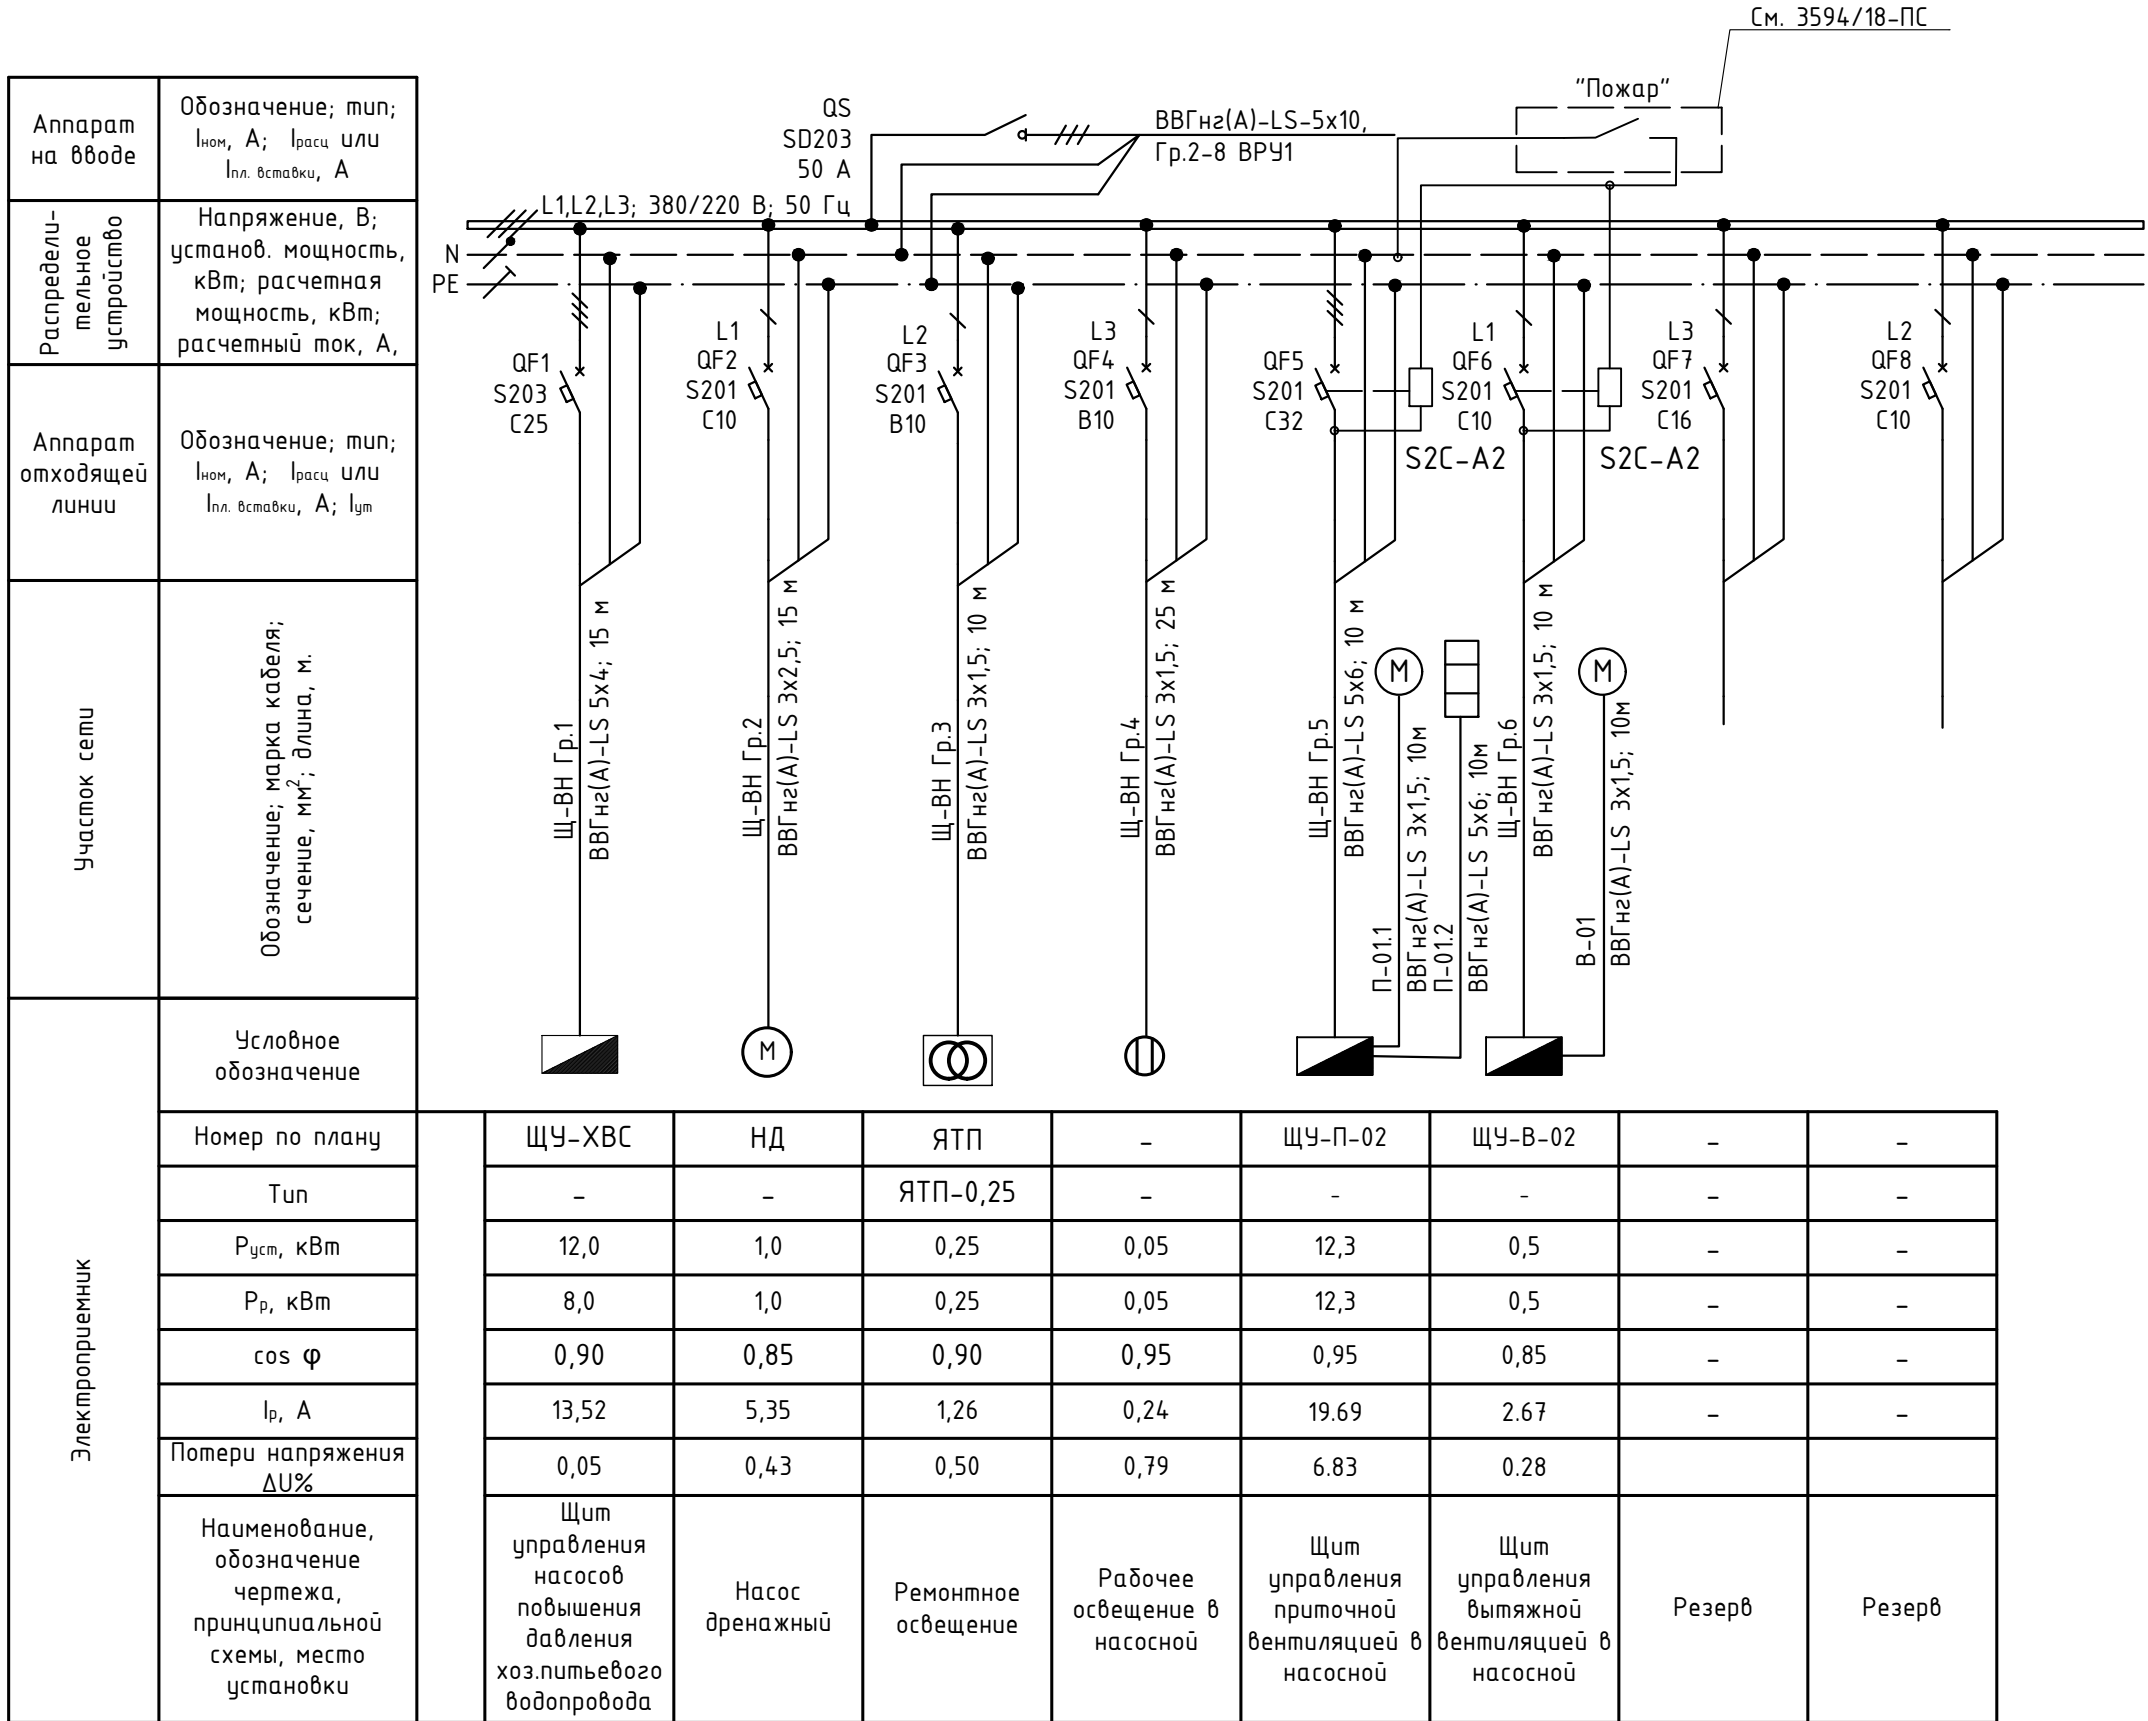 См. 3594/18-ПС
"Пожар"
QS
SD203
50 А
ВВГнг(А)-LS-5х10,
Гр.2-8 ВРУ1
L1,L2,L3; 380/220 В; 50 Гц
N
PE
Аппарат
на вводе
Обозначение; тип;
Iном, А; Iрасц или
Iпл. вставки, А
Распредели-
тельное
устройство
Напряжение, В;
установ. мощность,
кВт; расчетная
мощность, кВт;
расчетный ток, А,
Аппарат
отходящей
линии
Обозначение; тип;
Iном, А; Iрасц или
Iпл. вставки, А; Iут
QF1
S203
C25
L1
QF2
S201
C10
L2
QF3
S201
B10
L3
QF4
S201
B10
QF5
S201
C32
S2C-A2
L1
QF6
S201
C10
S2C-A2
L3
QF7
S201
C16
L2
QF8
S201
C10
Участок сети
Обозначение; марка кабеля;
сечение, мм²; длина, м.
Щ-ВН Гр.1
ВВГнг(А)-LS 5х4; 15 м
Щ-ВН Гр.2
ВВГнг(А)-LS 3х2,5; 15 м
Щ-ВН Гр.3
ВВГнг(А)-LS 3х1,5; 10 м
Щ-ВН Гр.4
ВВГнг(А)-LS 3х1,5; 25 м
Щ-ВН Гр.5
ВВГнг(А)-LS 5х6; 10 м
М
П-01.1
ВВГнг(А)-LS 3х1,5; 10м
П-01.2
ВВГнг(А)-LS 5х6; 10м
Щ-ВН Гр.6
ВВГнг(А)-LS 3х1,5; 10 м
М
В-01
ВВГнг(А)-LS 3х1,5; 10м
Электроприемник
Условное
обозначение
М
Номер по плану ЩУ-ХВС НД ЯТП - ЩУ-П-02 ЩУ-В-02 - -
Тип - - ЯТП-0,25 - - - - -
Руст, кВт 12,0 1,0 0,25 0,05 12,3 0,5 - -
Рр, кВт 8,0 1,0 0,25 0,05 12,3 0,5 - -
cos φ 0,90 0,85 0,90 0,95 0,95 0,85 - -
Iр, А 13,52 5,35 1,26 0,24 19.69 2.67 - -
Потери напряжения
ΔU% 0,05 0,43 0,50 0,79 6.83 0.28
Наименование,
обозначение
чертежа,
принципиальной
схемы, место
установки
Щит
управления
насосов
повышения
давления
хоз.питьевого
водопровода
Насос
дренажный
Ремонтное
освещение
Рабочее
освещение в
насосной
Щит
управления
приточной
вентиляцией в
насосной
Щит
управления
вытяжной
вентиляцией в
насосной
Резерв
Резерв